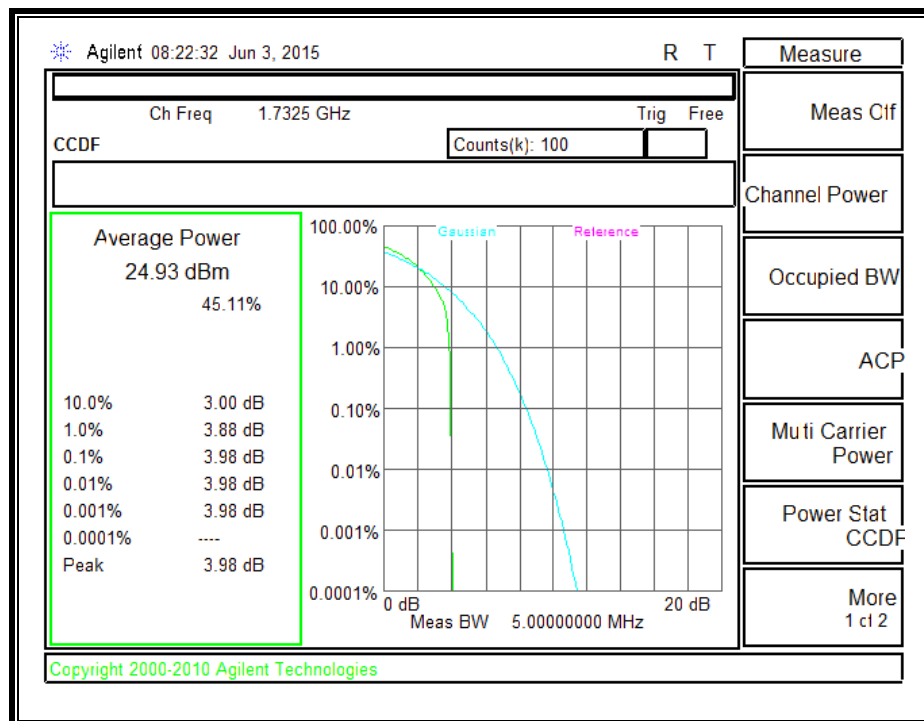 Agilent 08:22:32 Jun 3, 2015 R T
Ch Freq 1.7325 GHz Trig Free
CCDF Counts(k): 100
Average Power
24.93 dBm
45.11%
10.0% 3.00 dB
1.0% 3.88 dB
0.1% 3.98 dB
0.01% 3.98 dB
0.001% 3.98 dB
0.0001% ----
Peak 3.98 dB
Gaussian Reference
100.00%
10.00%
1.00%
0.10%
0.01%
0.001%
0.0001%
0 dB 20 dB
Meas BW 5.00000000 MHz
Measure
Meas Off
Channel Power
Occupied BW
ACP
Multi Carrier
Power
Power Stat
CCDF
More
1 of 2
Copyright 2000-2010 Agilent Technologies